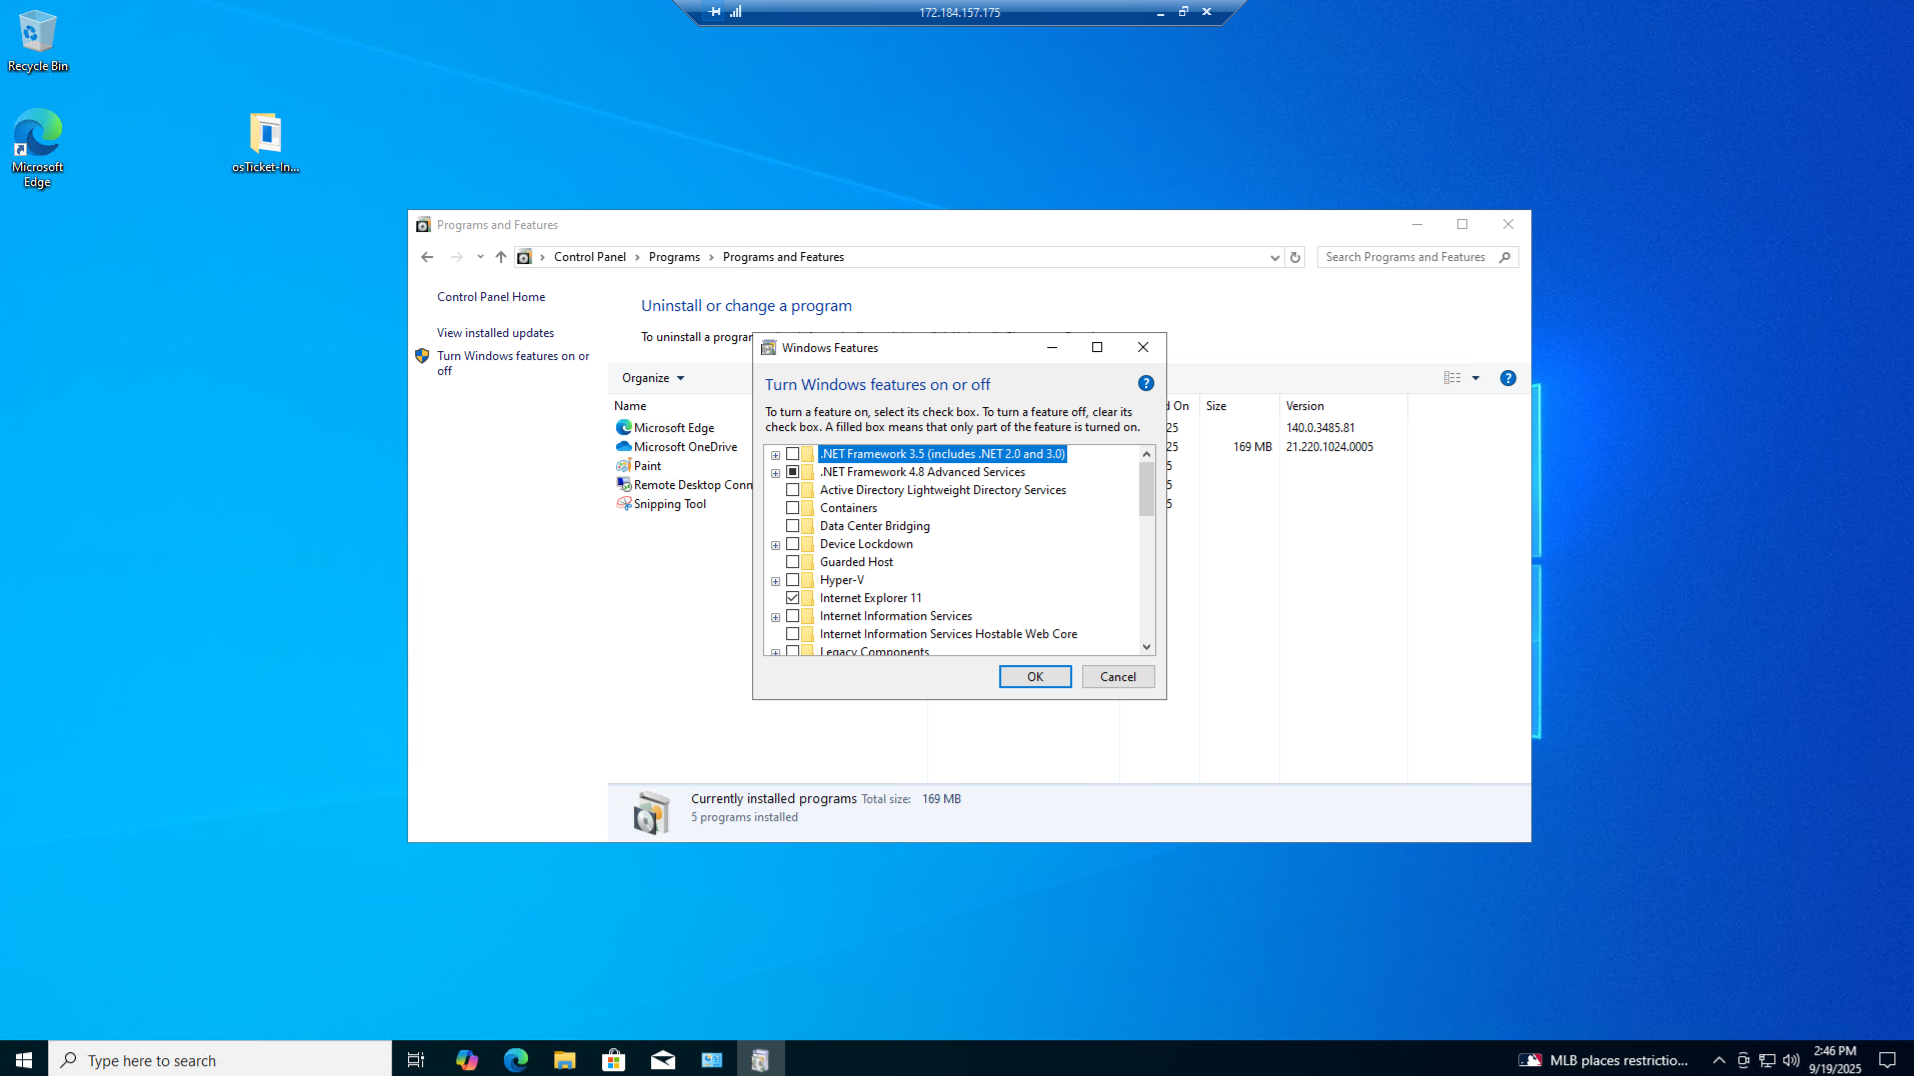 172.184.157.175
Recycle Bin
Microsoft
Edge
osTicket-In...
Programs and Features
Control Panel
Programs
Programs and Features
Search Programs and Features
Control Panel Home
View installed updates
Turn Windows features on or
off
Uninstall or change a program
To uninstall a program
Organize
Name
d On
Size
Version
Microsoft Edge
25
140.0.3485.81
Microsoft OneDrive
25
169 MB
21.220.1024.0005
Paint
5
Remote Desktop Conn
5
Snipping Tool
5
Windows Features
Turn Windows features on or off
To turn a feature on, select its check box. To turn a feature off, clear its
check box. A filled box means that only part of the feature is turned on.
.NET Framework 3.5 (includes .NET 2.0 and 3.0)
.NET Framework 4.8 Advanced Services
Active Directory Lightweight Directory Services
Containers
Data Center Bridging
Device Lockdown
Guarded Host
Hyper-V
Internet Explorer 11
Internet Information Services
Internet Information Services Hostable Web Core
Legacy Components
OK
Cancel
Currently installed programs Total size: 169 MB
5 programs installed
Type here to search
MLB places restrictio...
2:46 PM
9/19/2025